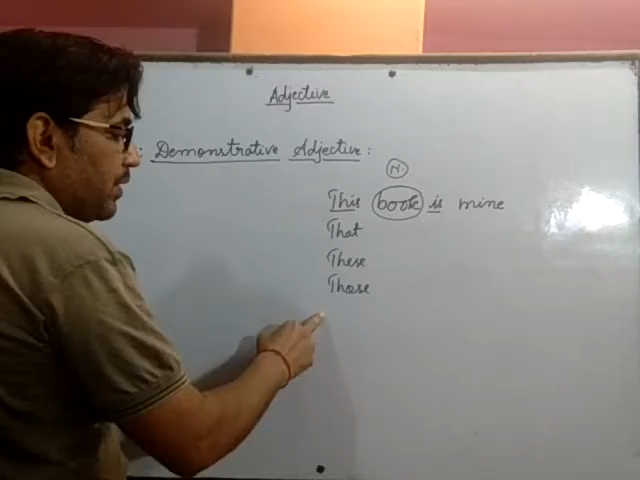 Adjective
: Demonstrative Adjective :
N.
This book is mine
That
These
Those